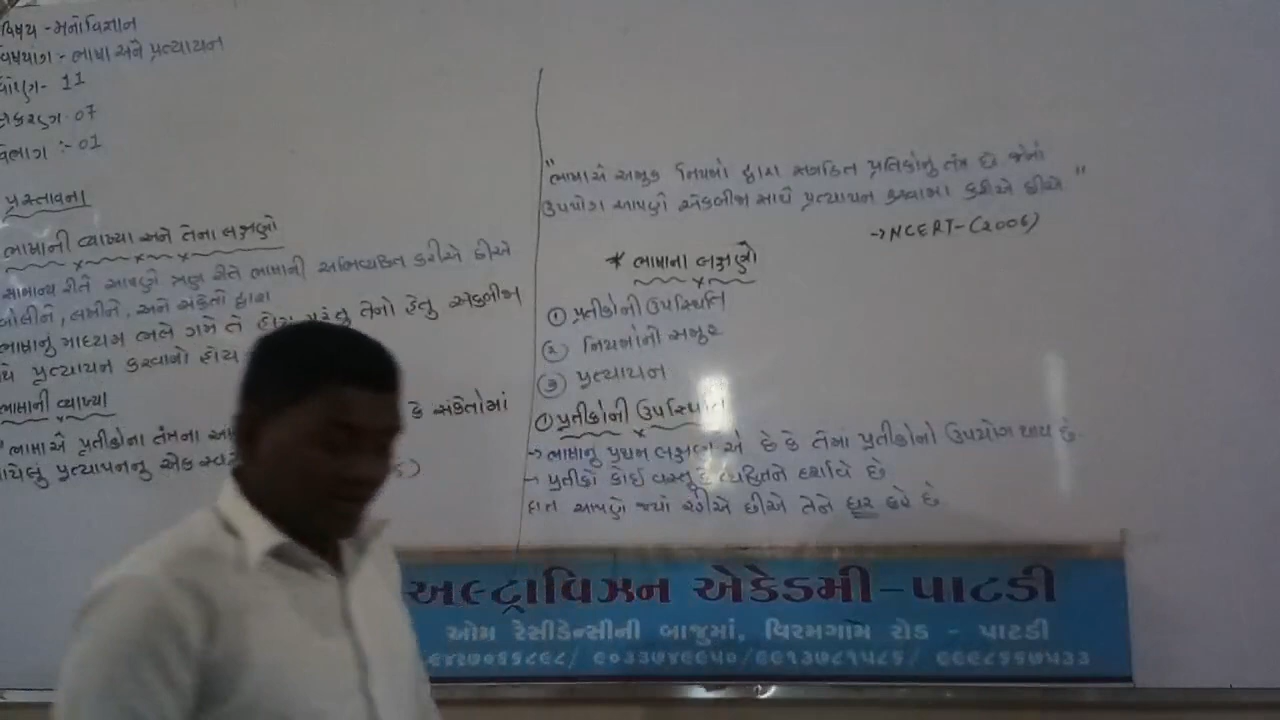 વિષય - મનોવિજ્ઞાન
વિષયાંગ :- ભાષા અને પ્રત્યાયન
ધોરણ- 11
પ્રકરણ 07
વિભાગ :- 01
પ્રસ્તાવના
ભાષાની વ્યાખ્યા અને તેના લક્ષણો
સામાન્ય રીતે આપણે ત્રણ રીતે ભાષાની અભિવ્યક્તિ કરીએ છીએ
બોલીને, લખીને, અને સંકેતો દ્વારા
ભાષાનું માધ્યમ ભલે ગમે તે હોય પરંતુ તેનો હેતુ એકબીજા
પ્રત્યાયન કરવાનો હોય
ભાષાની વ્યાખ્યા
"ભાષા એ પ્રતીકોના તંત્રના કે સંકેતોમાં
પ્રત્યાયનનું એક
"ભાષા એ અમુક નિયમો દ્વારા સંગઠિત પ્રતિકોનું તંત્ર છે જેનો
ઉપયોગ આપણે એકબીજા સાથે પ્રત્યાયન કરવામાં કરીએ છીએ"
→ NCERT-(2006)
* ભાષાના લક્ષણો
① પ્રતીકોની ઉપસ્થિતિ
② નિયમોનો સમૂહ
③ પ્રત્યાયન
① પ્રતીકોની ઉપસ્થિતિ
→ ભાષાનું પ્રથમ લક્ષણ એ છે કે તેમાં પ્રતીકોનો ઉપયોગ થાય છે.
→ પ્રતીકો કોઈ વસ્તુ કે વ્યક્તિને દર્શાવે છે
દા.ત આપણે જ્યાં રહીએ છીએ તેને ઘર કહે છે.
અલ્ટ્રાવિઝન એકેડમી-પાટડી
ઓમ રેસીડેન્સીની બાજુમાં, વિરમગામ રોડ - પાટડી